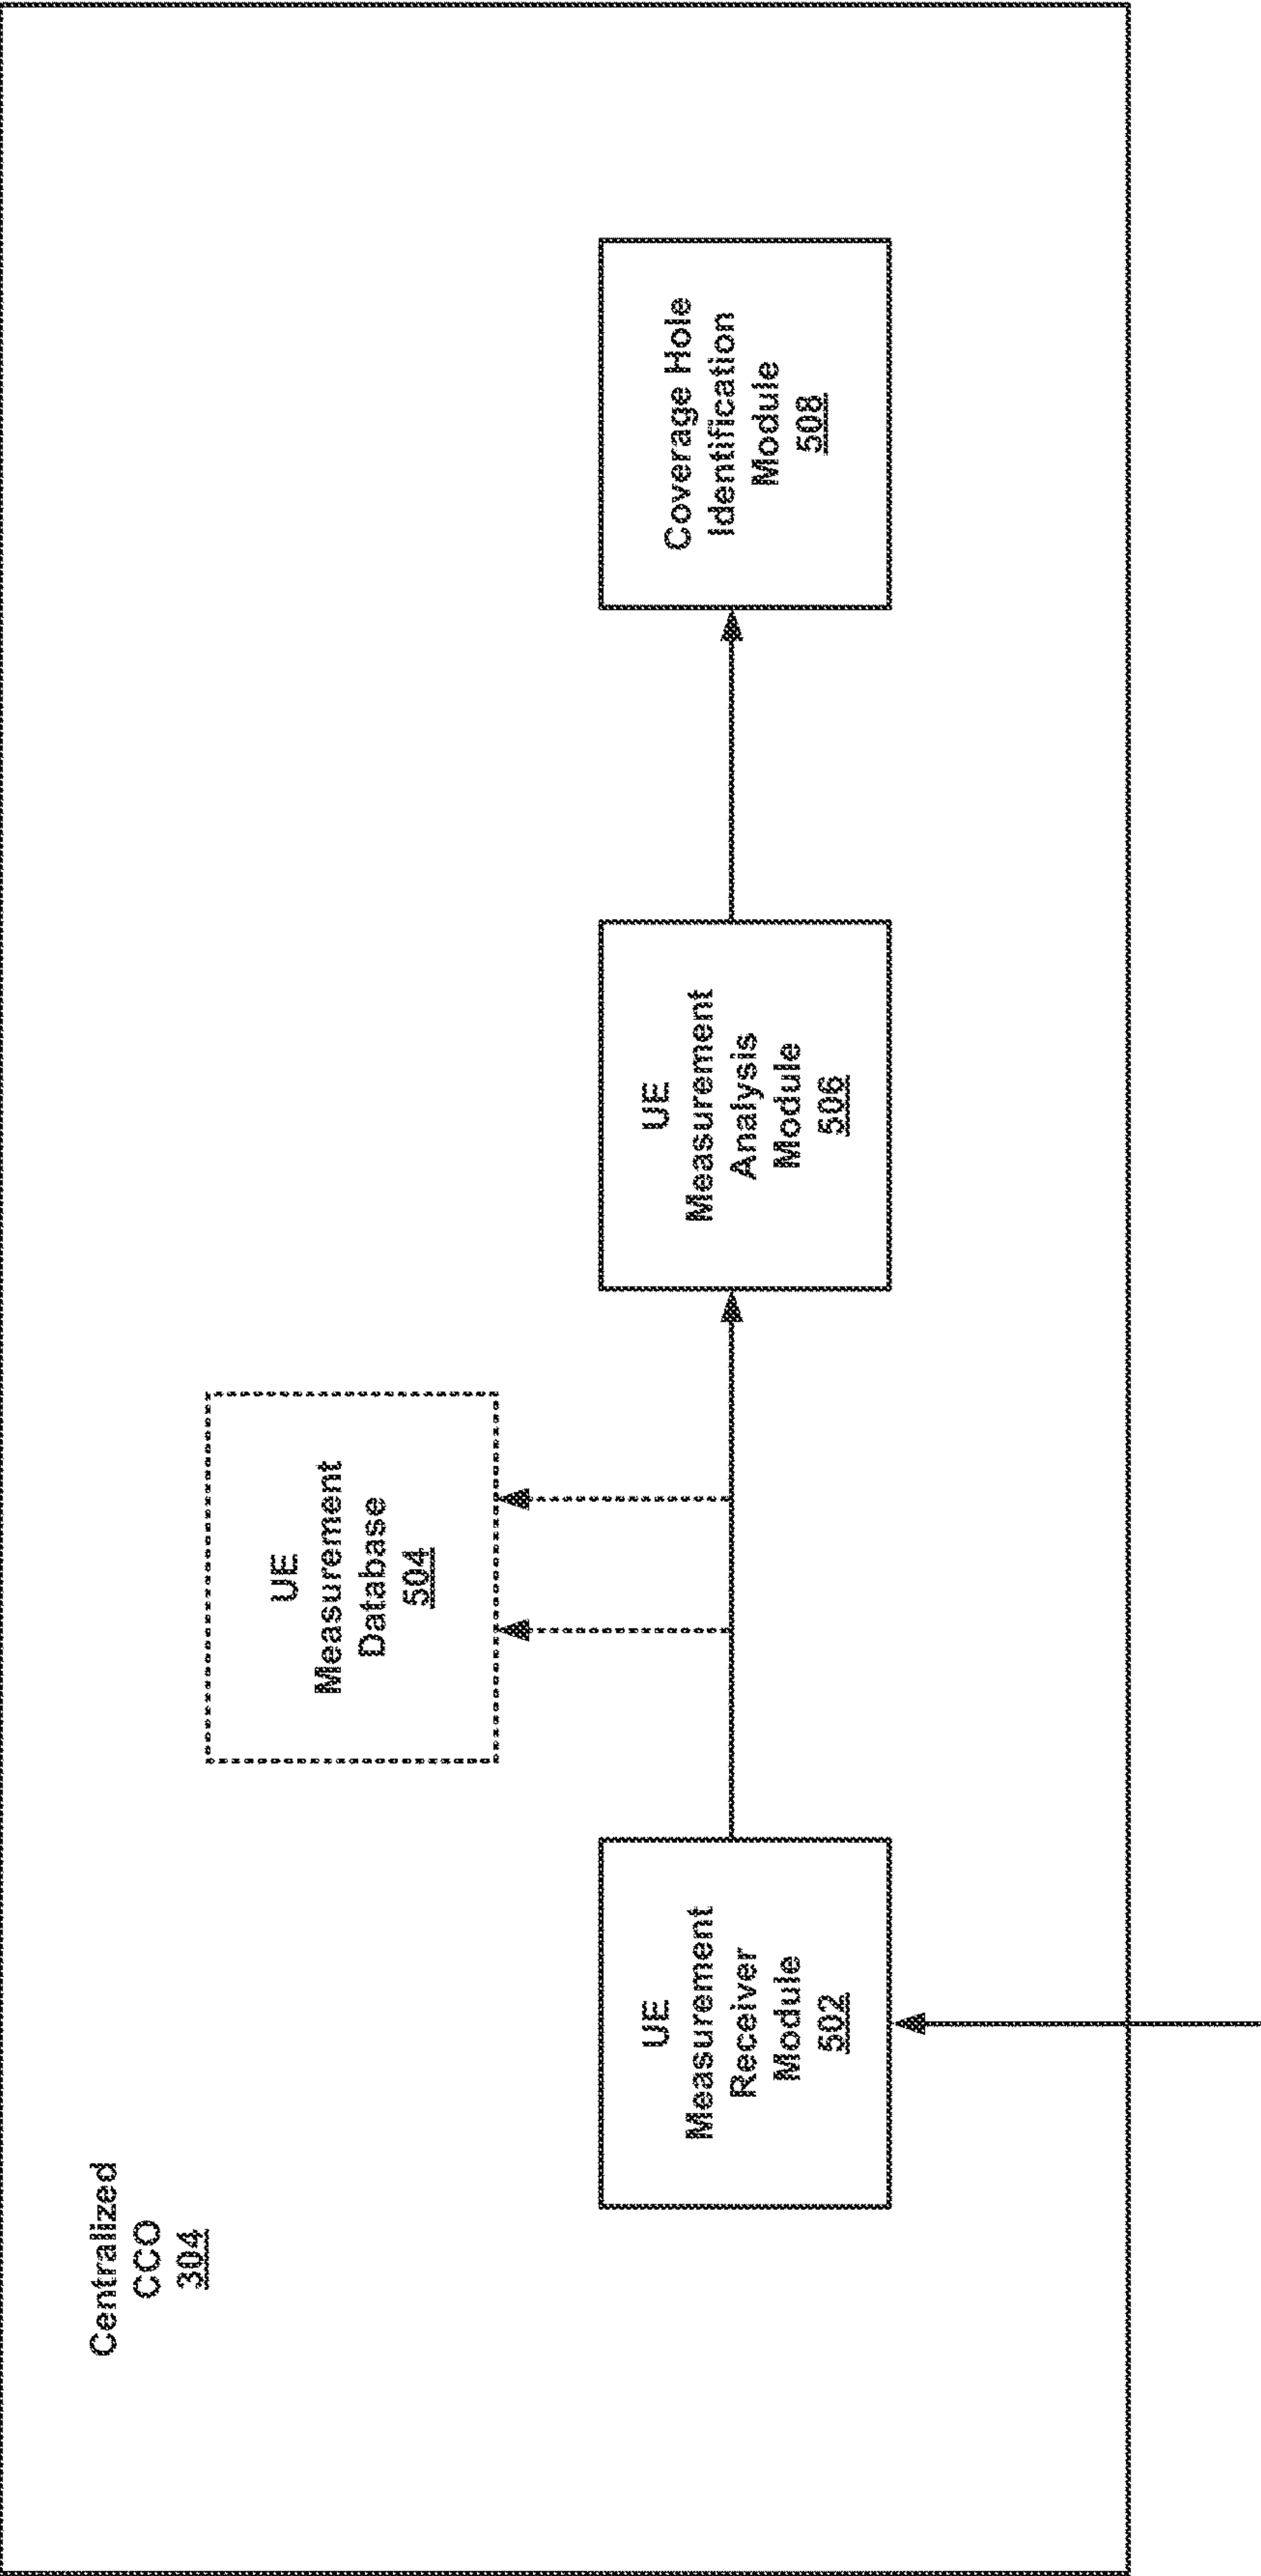 Centralized
CCO
304
UE
Measurement
Database
504
UE
Measurement
Receiver
Module
502
UE
Measurement
Analysis
Module
506
Coverage Hole
Identification
Module
508